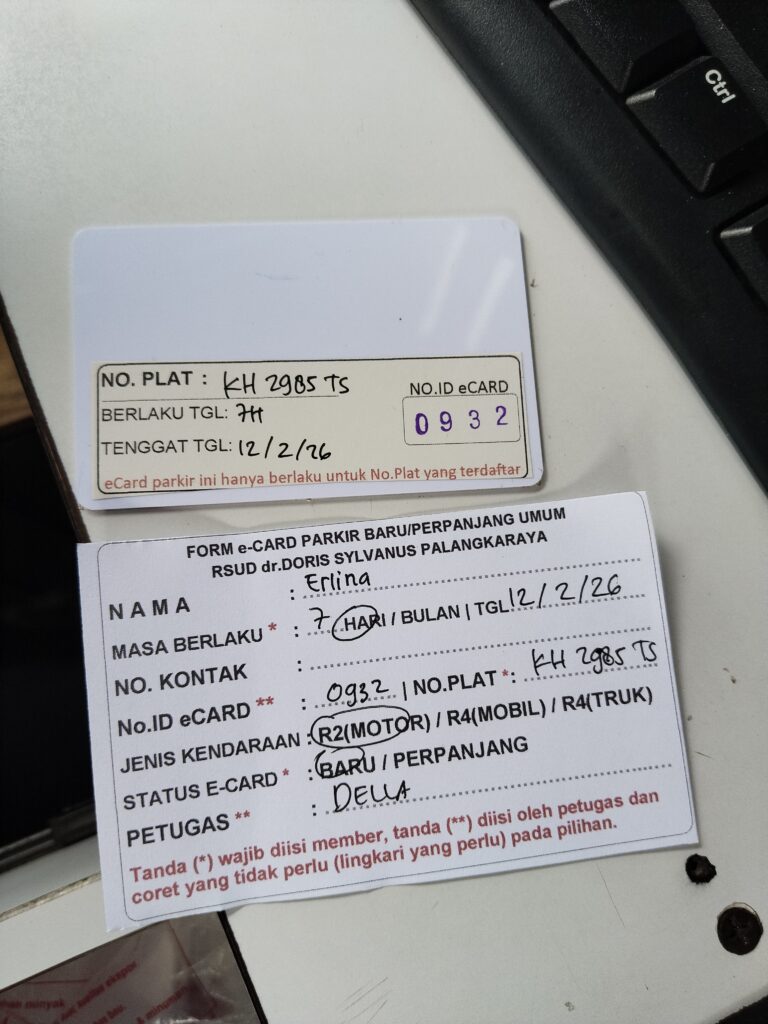 Ctrl
NO. PLAT : KH 2985 TS
NO.ID eCARD
BERLAKU TGL: 7H
0932
TENGGAT TGL: 12/2/26
eCard parkir ini hanya berlaku untuk No.Plat yang terdaftar
FORM e-CARD PARKIR BARU/PERPANJANG UMUM
RSUD dr.DORIS SYLVANUS PALANGKARAYA
NAMA : Erlina
MASA BERLAKU * : 7 HARI / BULAN | TGL 12/2/26
NO. KONTAK :
No.ID eCARD ** : 0932 | NO.PLAT *: KH 2985 TS
JENIS KENDARAAN : R2(MOTOR) / R4(MOBIL) / R4(TRUK)
STATUS E-CARD * : BARU / PERPANJANG
PETUGAS ** : DELLA
Tanda (*) wajib diisi member, tanda (**) diisi oleh petugas dan
coret yang tidak perlu (lingkari yang perlu) pada pilihan.